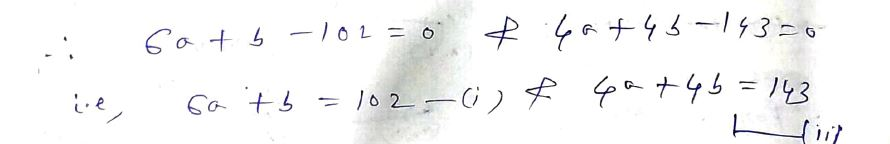 ∴ 6a + b - 102 = 0 & 4a + 4b - 143 = 0
i.e, 6a + b = 102 - (i) & 4a + 4b = 143
(ii)